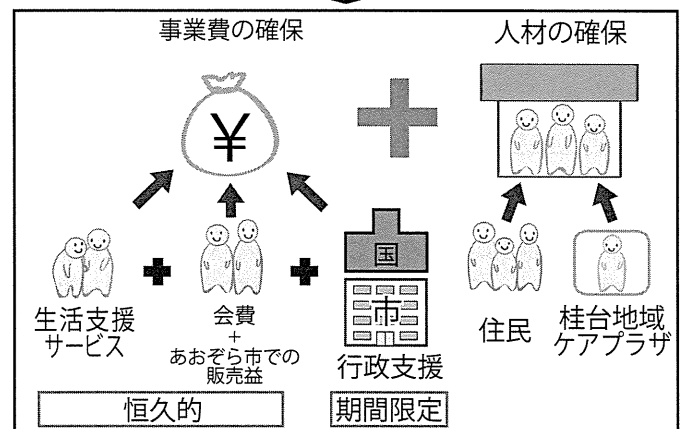 事業費の確保
人材の確保
¥
国
市
生活支援
サービス
会費
+
あおぞら市での
販売益
行政支援
住民
桂台地域
ケアプラザ
恒久的
期間限定